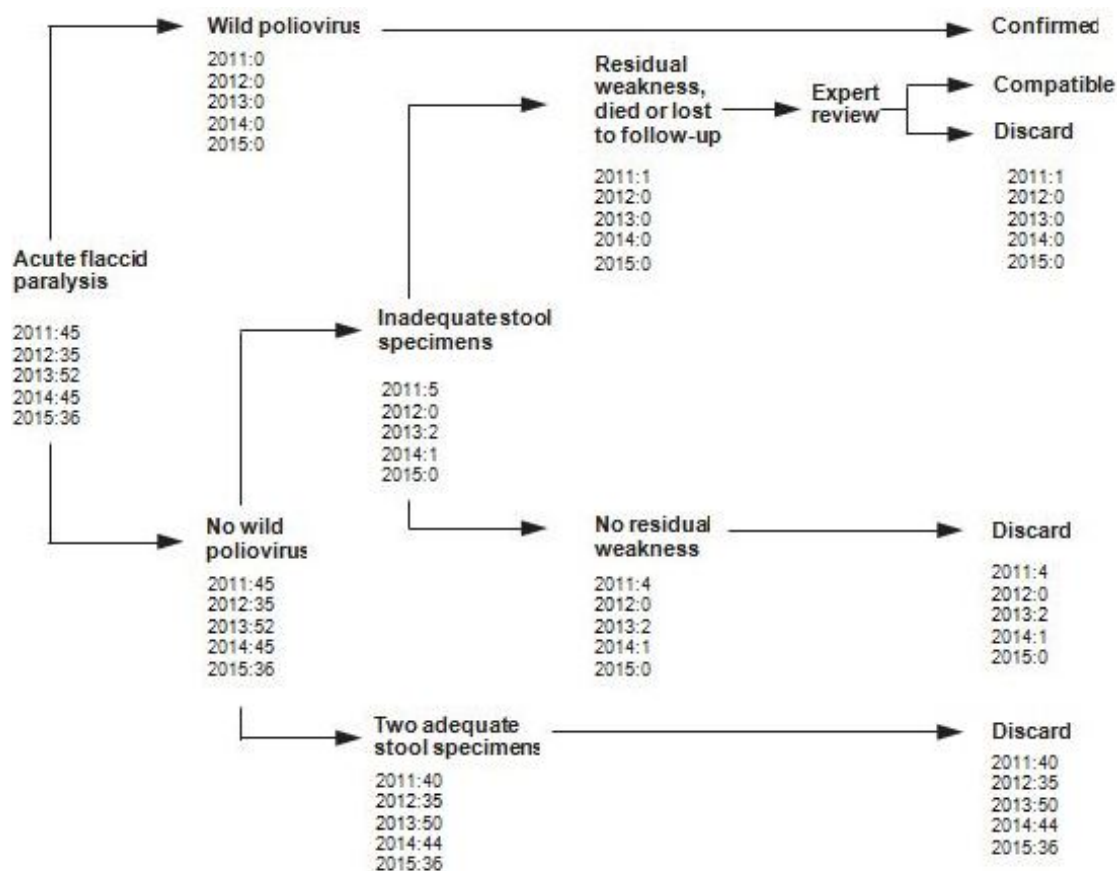 Wild poliovirus
2011:0
2012:0
2013:0
2014:0
2015:0
Confirmed
Residual
weakness,
died or lost
to follow-up
2011:1
2012:0
2013:0
2014:0
2015:0
Expert
review
Compatible
Discard
2011:1
2012:0
2013:0
2014:0
2015:0
Acute flaccid
paralysis
2011:45
2012:35
2013:52
2014:45
2015:36
Inadequate stool
specimens
2011:5
2012:0
2013:2
2014:1
2015:0
No wild
poliovirus
2011:45
2012:35
2013:52
2014:45
2015:36
No residual
weakness
2011:4
2012:0
2013:2
2014:1
2015:0
Discard
2011:4
2012:0
2013:2
2014:1
2015:0
Two adequate
stool specimens
2011:40
2012:35
2013:50
2014:44
2015:36
Discard
2011:40
2012:35
2013:50
2014:44
2015:36